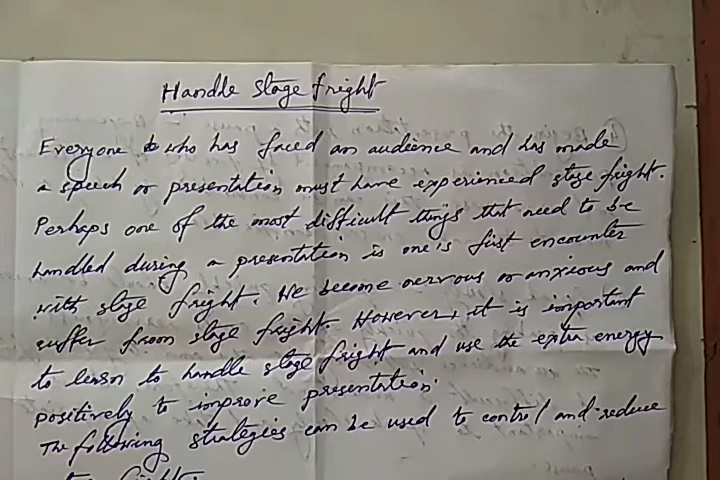 Handle stage fright
Everyone who has faced an audience and has made
a speech or presentation must have experienced stage fright.
Perhaps one of the most difficult things that need to be
handled during a presentation is one's first encounter
with stage fright. He become nervous or anxious and
suffer from stage fright. However, it is important
to learn to handle stage fright and use the extra energy
positively to improve presentation.
The following strategies can be used to control and reduce